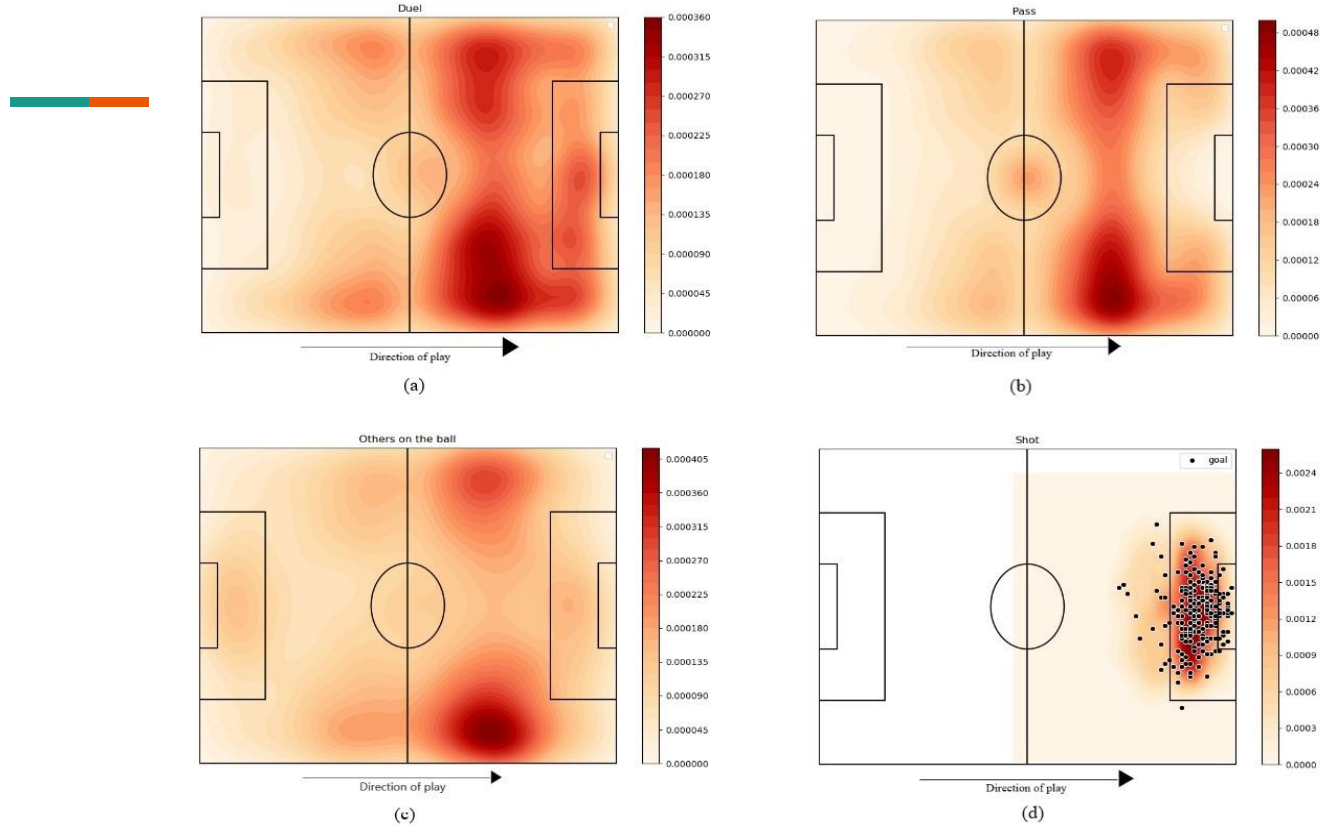 Duel
0.000360
0.000315
0.000270
0.000225
0.000180
0.000135
0.000090
0.000045
0.000000
Direction of play
(a)
Pass
0.00048
0.00042
0.00036
0.00030
0.00024
0.00018
0.00012
0.00006
0.00000
Direction of play
(b)
Others on the ball
0.000405
0.000360
0.000315
0.000270
0.000225
0.000180
0.000135
0.000090
0.000045
0.000000
Direction of play
(c)
Shot
goal
0.0024
0.0021
0.0018
0.0015
0.0012
0.0009
0.0006
0.0003
0.0000
Direction of play
(d)